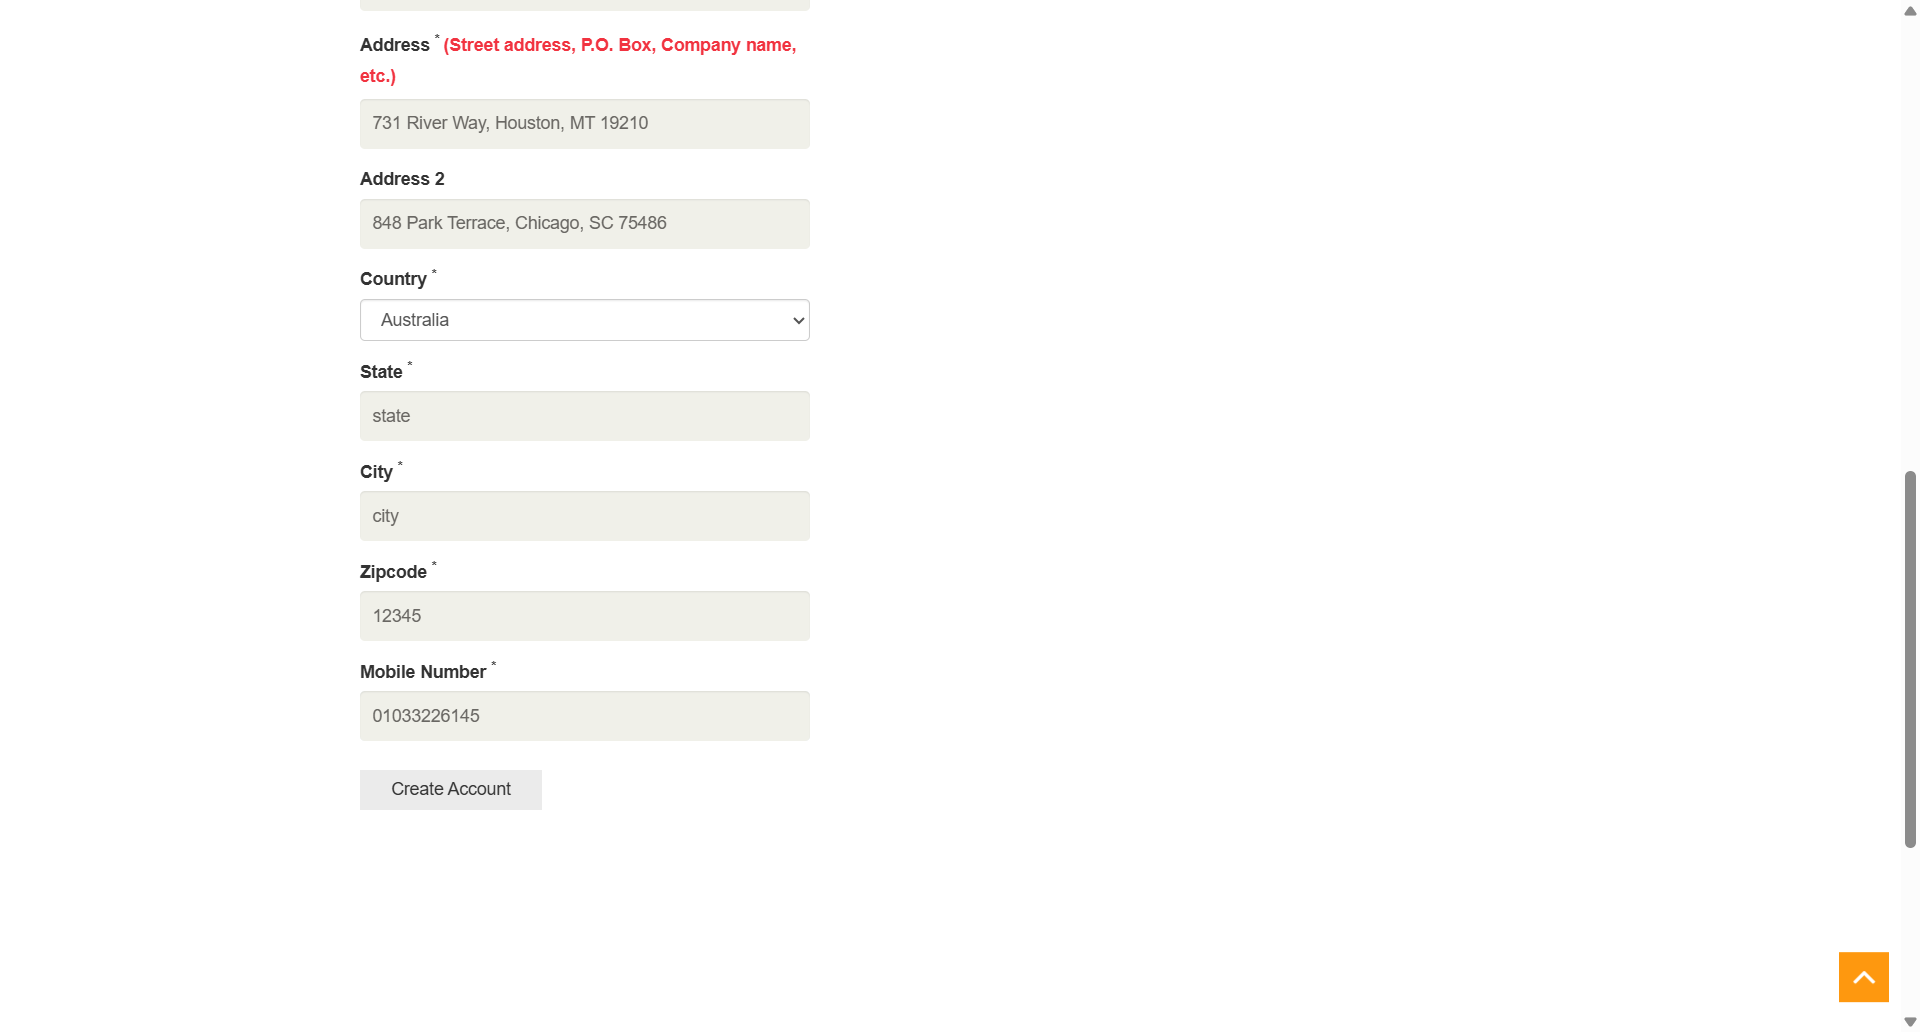 Address * (Street address, P.O. Box, Company name,
etc.)
731 River Way, Houston, MT 19210
Address 2
848 Park Terrace, Chicago, SC 75486
Country *
Australia
State *
state
City *
city
Zipcode *
12345
Mobile Number *
01033226145
Create Account